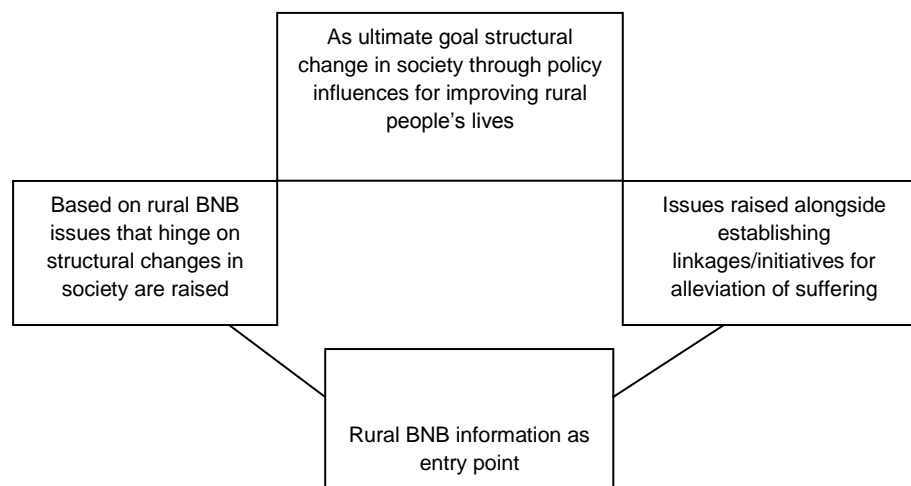 As ultimate goal structural
change in society through policy
influences for improving rural
people's lives
Based on rural BNB
issues that hinge on
structural changes in
society are raised
Issues raised alongside
establishing
linkages/initiatives for
alleviation of suffering
Rural BNB information as
entry point